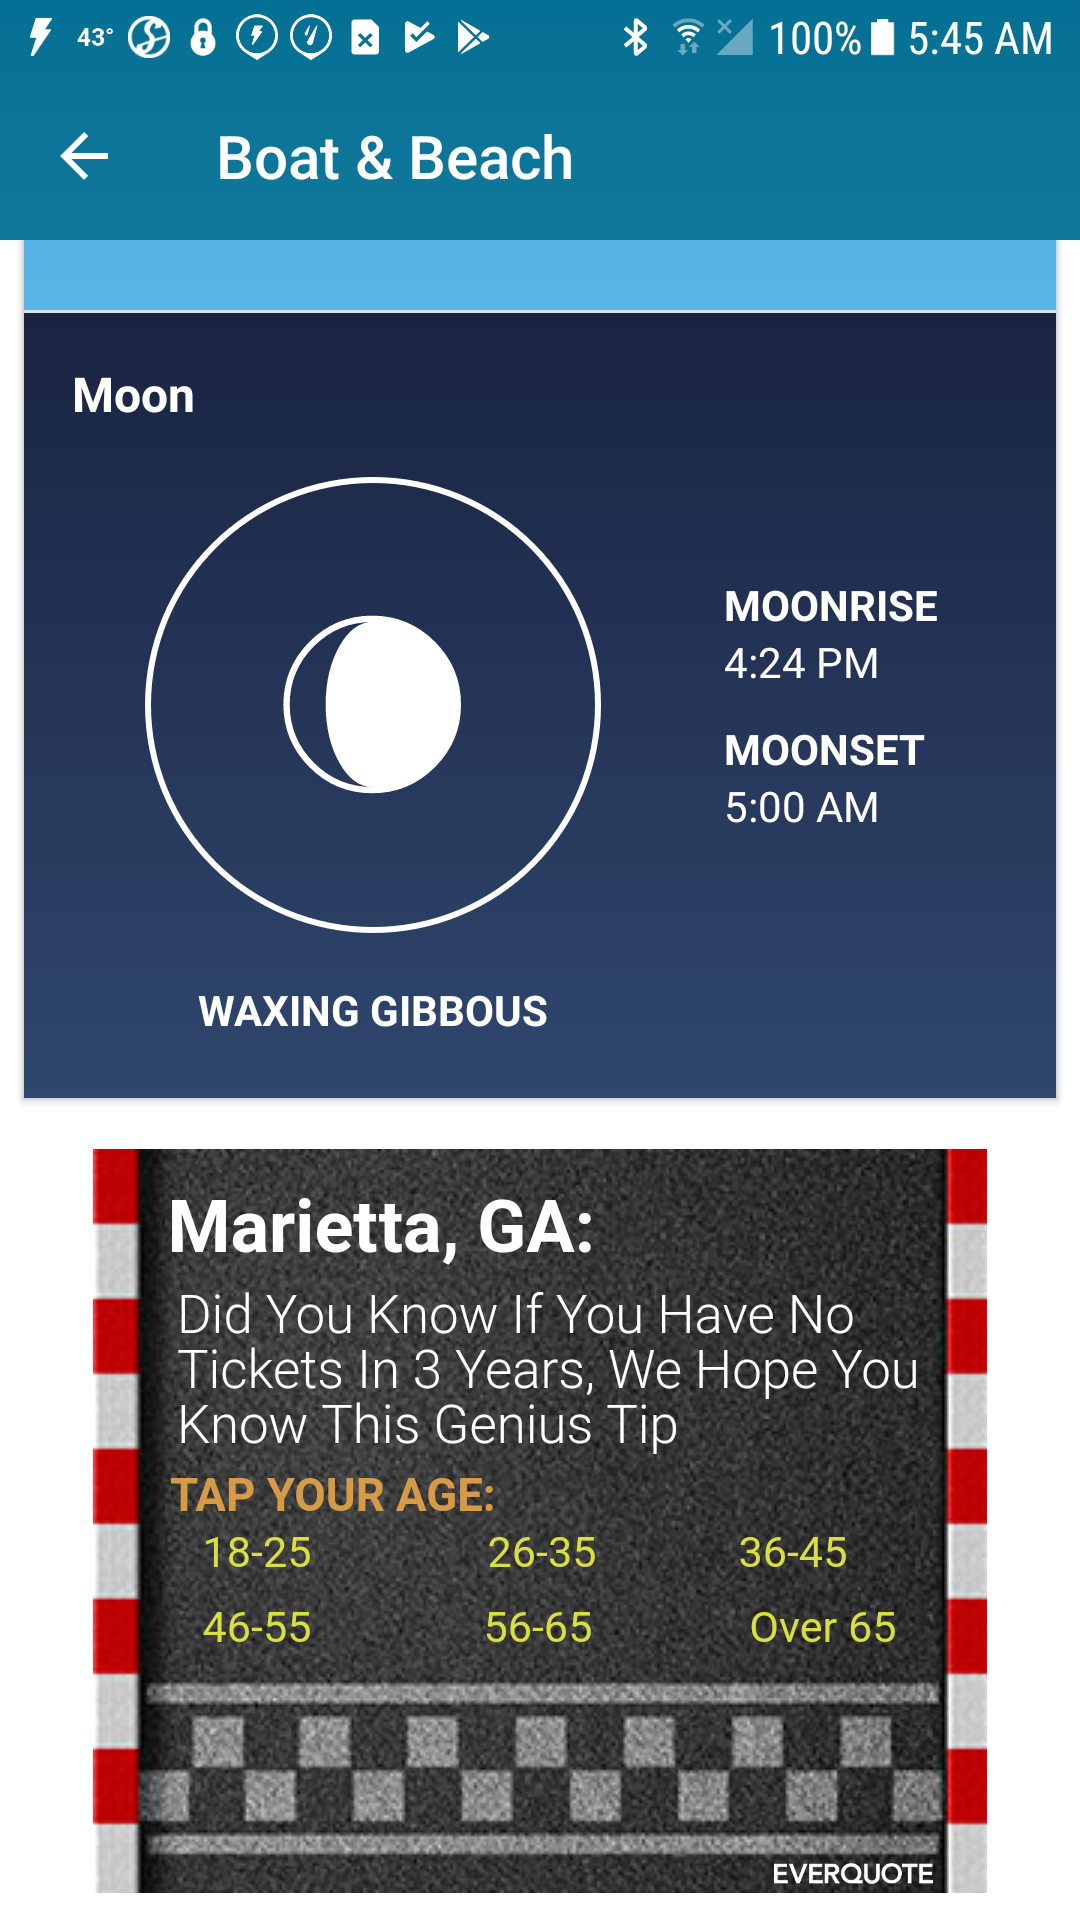 43° 100% 5:45 AM
Boat & Beach
Moon
MOONRISE
4:24 PM
MOONSET
5:00 AM
WAXING GIBBOUS
Marietta, GA:
Did You Know If You Have No
Tickets In 3 Years, We Hope You
Know This Genius Tip
TAP YOUR AGE:
18-25 26-35 36-45
46-55 56-65 Over 65
EVERQUOTE